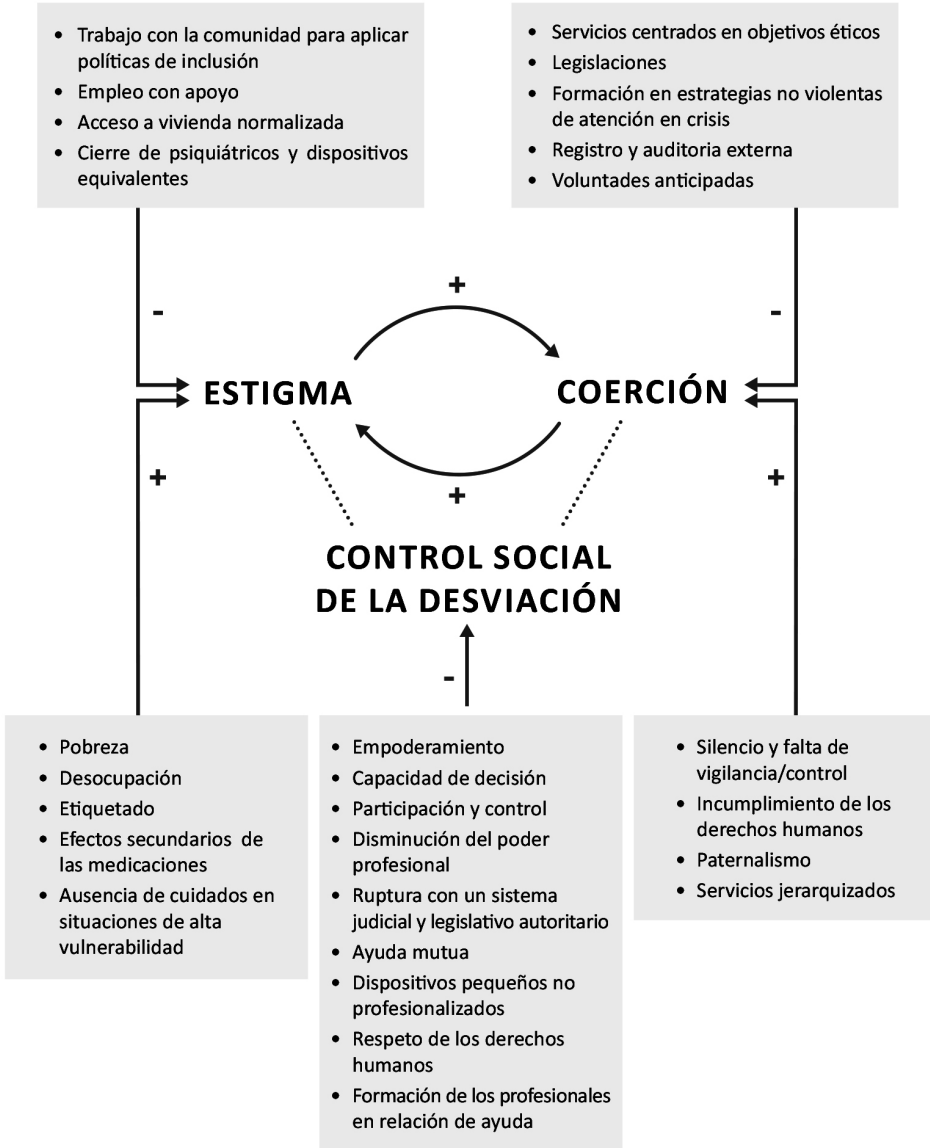 • Trabajo con la comunidad para aplicar
políticas de inclusión
• Empleo con apoyo
• Acceso a vivienda normalizada
• Cierre de psiquiátricos y dispositivos
equivalentes
• Servicios centrados en objetivos éticos
• Legislaciones
• Formación en estrategias no violentas
de atención en crisis
• Registro y auditoria externa
• Voluntades anticipadas
+
-
-
ESTIGMA
COERCIÓN
+
+
+
CONTROL SOCIAL
DE LA DESVIACIÓN
-
• Pobreza
• Desocupación
• Etiquetado
• Efectos secundarios de
las medicaciones
• Ausencia de cuidados en
situaciones de alta
vulnerabilidad
• Empoderamiento
• Capacidad de decisión
• Participación y control
• Disminución del poder
profesional
• Ruptura con un sistema
judicial y legislativo autoritario
• Ayuda mutua
• Dispositivos pequeños no
profesionalizados
• Respeto de los derechos
humanos
• Formación de los profesionales
en relación de ayuda
• Silencio y falta de
vigilancia/control
• Incumplimiento de los
derechos humanos
• Paternalismo
• Servicios jerarquizados